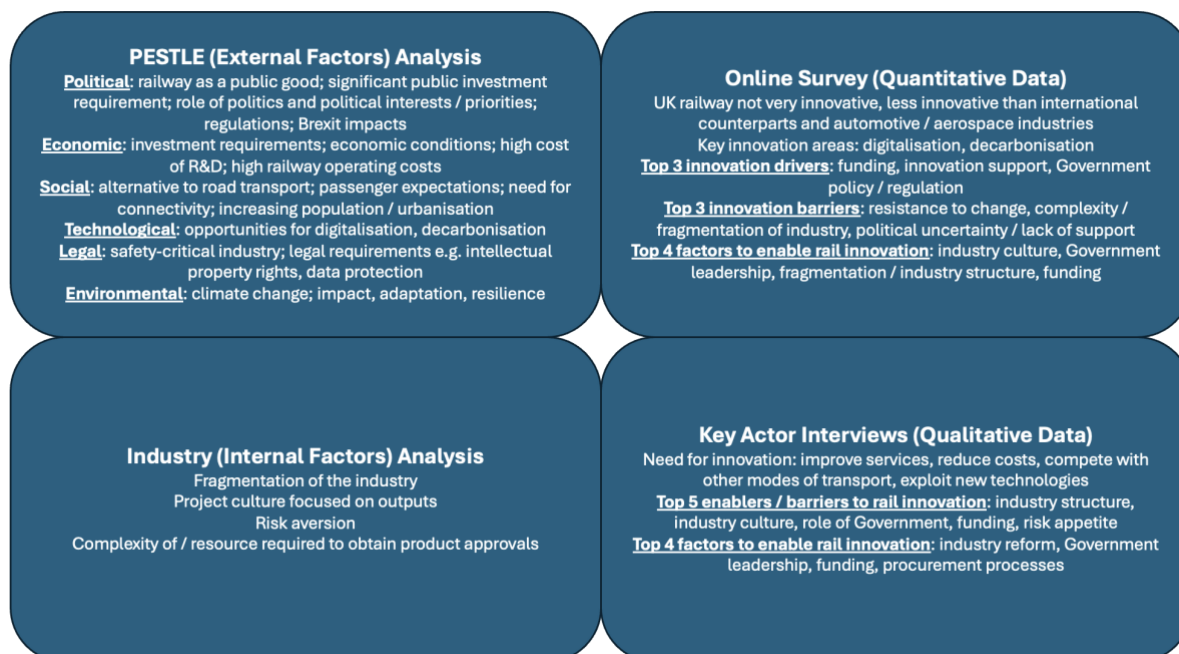 PESTLE (External Factors) Analysis
Political: railway as a public good; significant public investment
requirement; role of politics and political interests / priorities;
regulations; Brexit impacts
Economic: investment requirements; economic conditions; high cost
of R&D; high railway operating costs
Social: alternative to road transport; passenger expectations; need for
connectivity; increasing population / urbanisation
Technological: opportunities for digitalisation, decarbonisation
Legal: safety-critical industry; legal requirements e.g. intellectual
property rights, data protection
Environmental: climate change; impact, adaptation, resilience
Online Survey (Quantitative Data)
UK railway not very innovative, less innovative than international
counterparts and automotive / aerospace industries
Key innovation areas: digitalisation, decarbonisation
Top 3 innovation drivers: funding, innovation support, Government
policy / regulation
Top 3 innovation barriers: resistance to change, complexity /
fragmentation of industry, political uncertainty / lack of support
Top 4 factors to enable rail innovation: industry culture, Government
leadership, fragmentation / industry structure, funding
Industry (Internal Factors) Analysis
Fragmentation of the industry
Project culture focused on outputs
Risk aversion
Complexity of / resource required to obtain product approvals
Key Actor Interviews (Qualitative Data)
Need for innovation: improve services, reduce costs, compete with
other modes of transport, exploit new technologies
Top 5 enablers / barriers to rail innovation: industry structure,
industry culture, role of Government, funding, risk appetite
Top 4 factors to enable rail innovation: industry reform, Government
leadership, funding, procurement processes